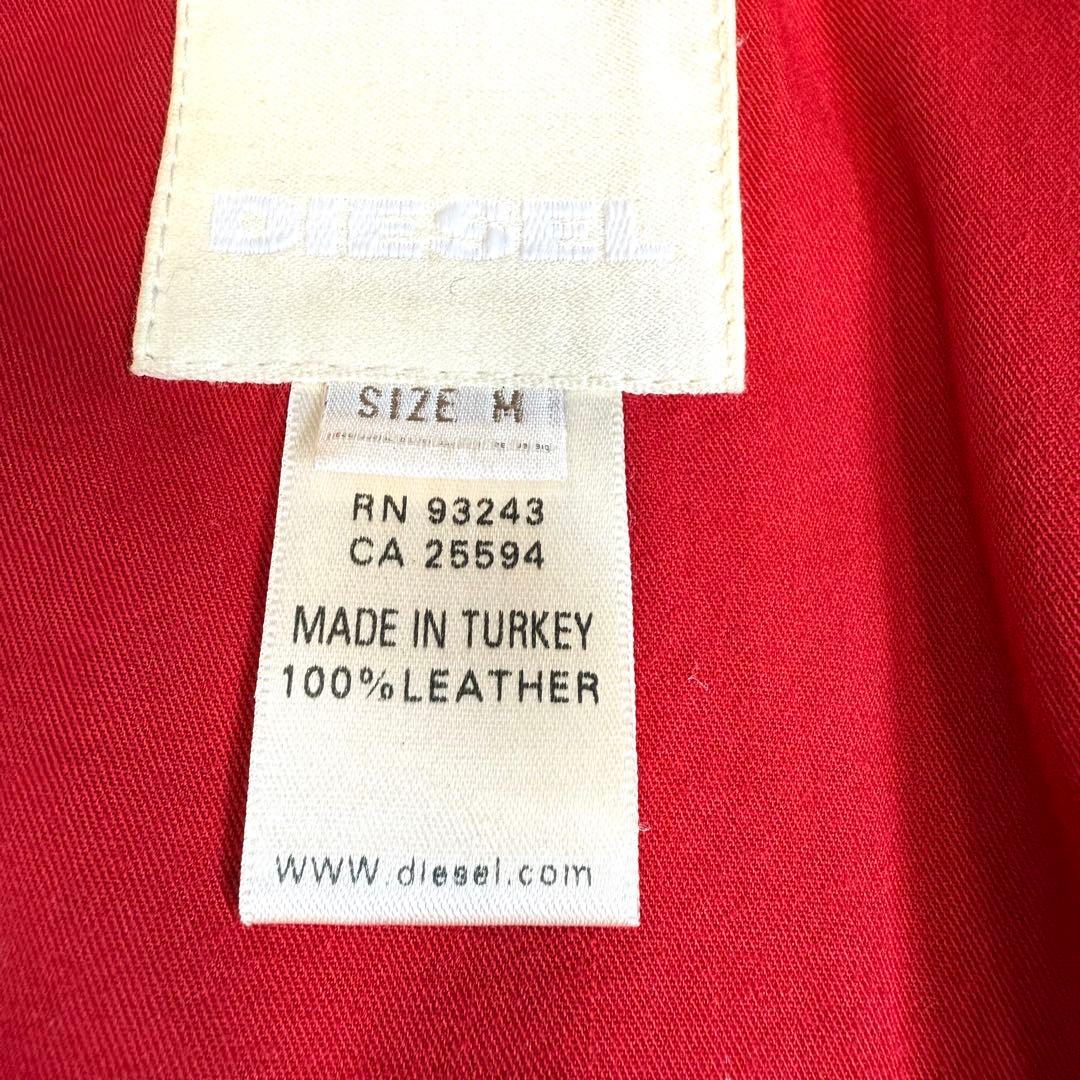 DIESEL
SIZE M
RN 93243
CA 25594
MADE IN TURKEY
100% LEATHER
WWW.diesel.com